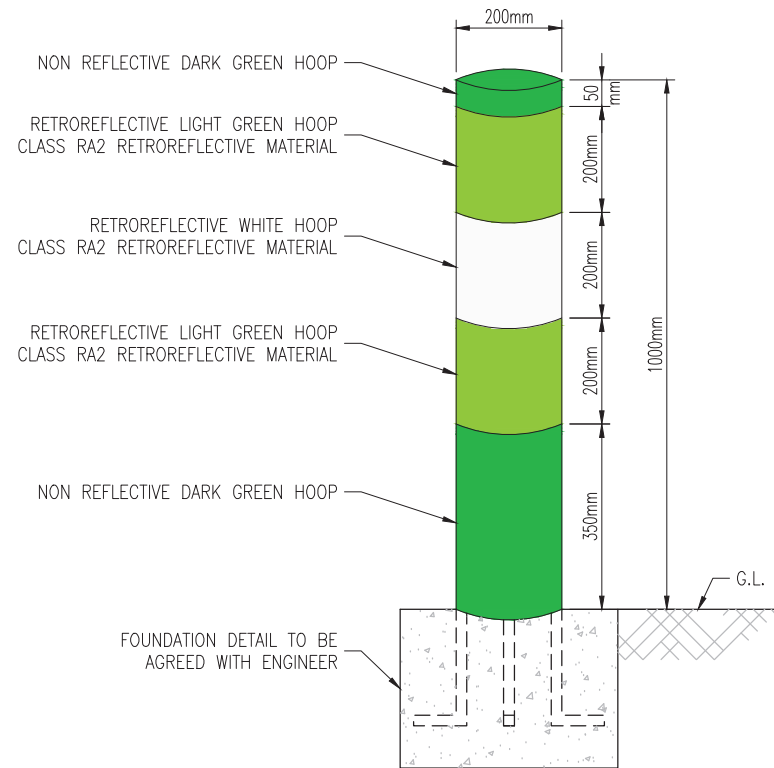 200mm
NON REFLECTIVE DARK GREEN HOOP
50
mm
RETROREFLECTIVE LIGHT GREEN HOOP
CLASS RA2 RETROREFLECTIVE MATERIAL
200mm
RETROREFLECTIVE WHITE HOOP
CLASS RA2 RETROREFLECTIVE MATERIAL
200mm
RETROREFLECTIVE LIGHT GREEN HOOP
CLASS RA2 RETROREFLECTIVE MATERIAL
200mm
1000mm
NON REFLECTIVE DARK GREEN HOOP
350mm
G.L.
FOUNDATION DETAIL TO BE
AGREED WITH ENGINEER